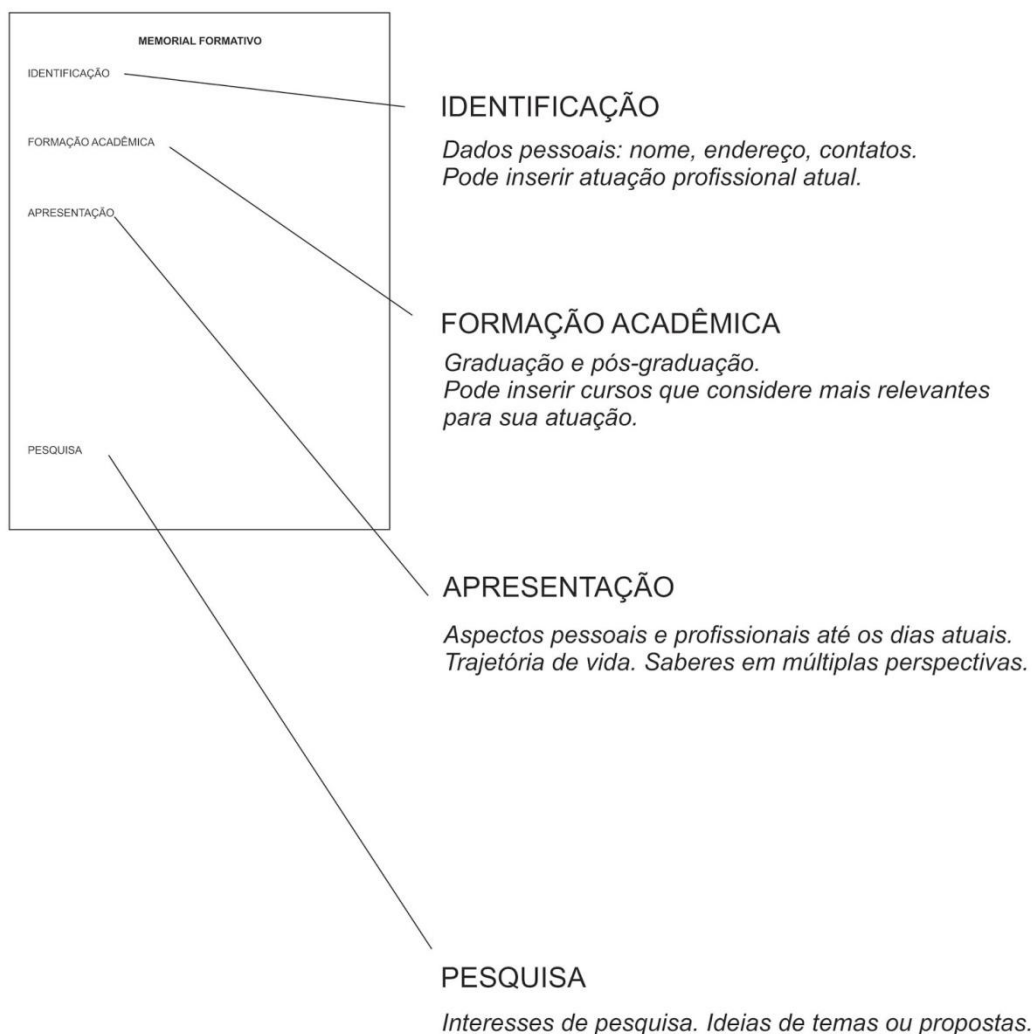 MEMORIAL FORMATIVO
IDENTIFICAÇÃO
FORMAÇÃO ACADÊMICA
APRESENTAÇÃO
PESQUISA
IDENTIFICAÇÃO
Dados pessoais: nome, endereço, contatos.
Pode inserir atuação profissional atual.
FORMAÇÃO ACADÊMICA
Graduação e pós-graduação.
Pode inserir cursos que considere mais relevantes
para sua atuação.
APRESENTAÇÃO
Aspectos pessoais e profissionais até os dias atuais.
Trajetória de vida. Saberes em múltiplas perspectivas.
PESQUISA
Interesses de pesquisa. Ideias de temas ou propostas.